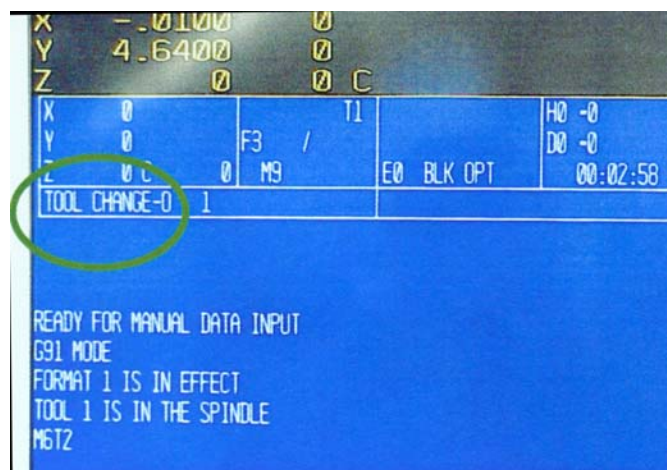 X -.0100 0
Y 4.6400 0
Z 0 0 C
X 0 T1 H0 -0
Y 0 F3 / D0 -0
Z 0 C 0 M9 E0 BLK OPT 00:02:58
TOOL CHANGE-O 1
READY FOR MANUAL DATA INPUT
G91 MODE
FORMAT 1 IS IN EFFECT
TOOL 1 IS IN THE SPINDLE
M6T2